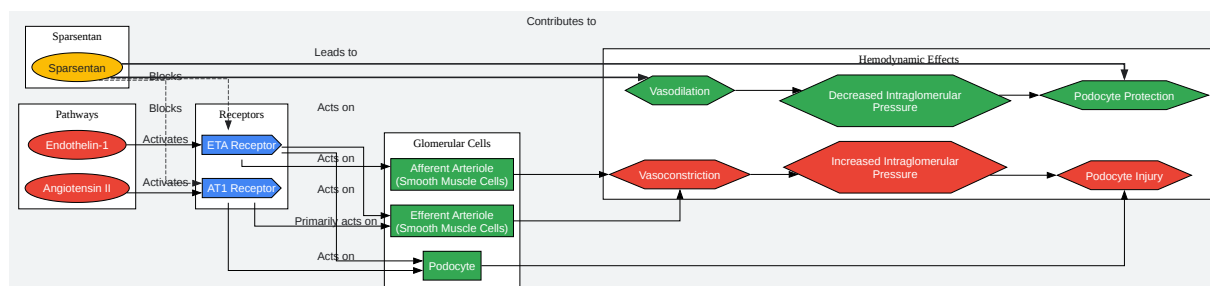 Contributes to
Sparsentan
Sparsentan
Leads to
Blocks
Hemodynamic Effects
Vasodilation
Decreased Intraglomerular
Pressure
Podocyte Protection
Blocks
Acts on
Pathways
Receptors
Endothelin-1
Activates
ETA Receptor
Glomerular Cells
Acts on
Afferent Arteriole
(Smooth Muscle Cells)
Increased Intraglomerular
Pressure
Vasoconstriction
Podocyte Injury
Angiotensin II
Activates
AT1 Receptor
Acts on
Primarily acts on
Efferent Arteriole
(Smooth Muscle Cells)
Acts on
Podocyte